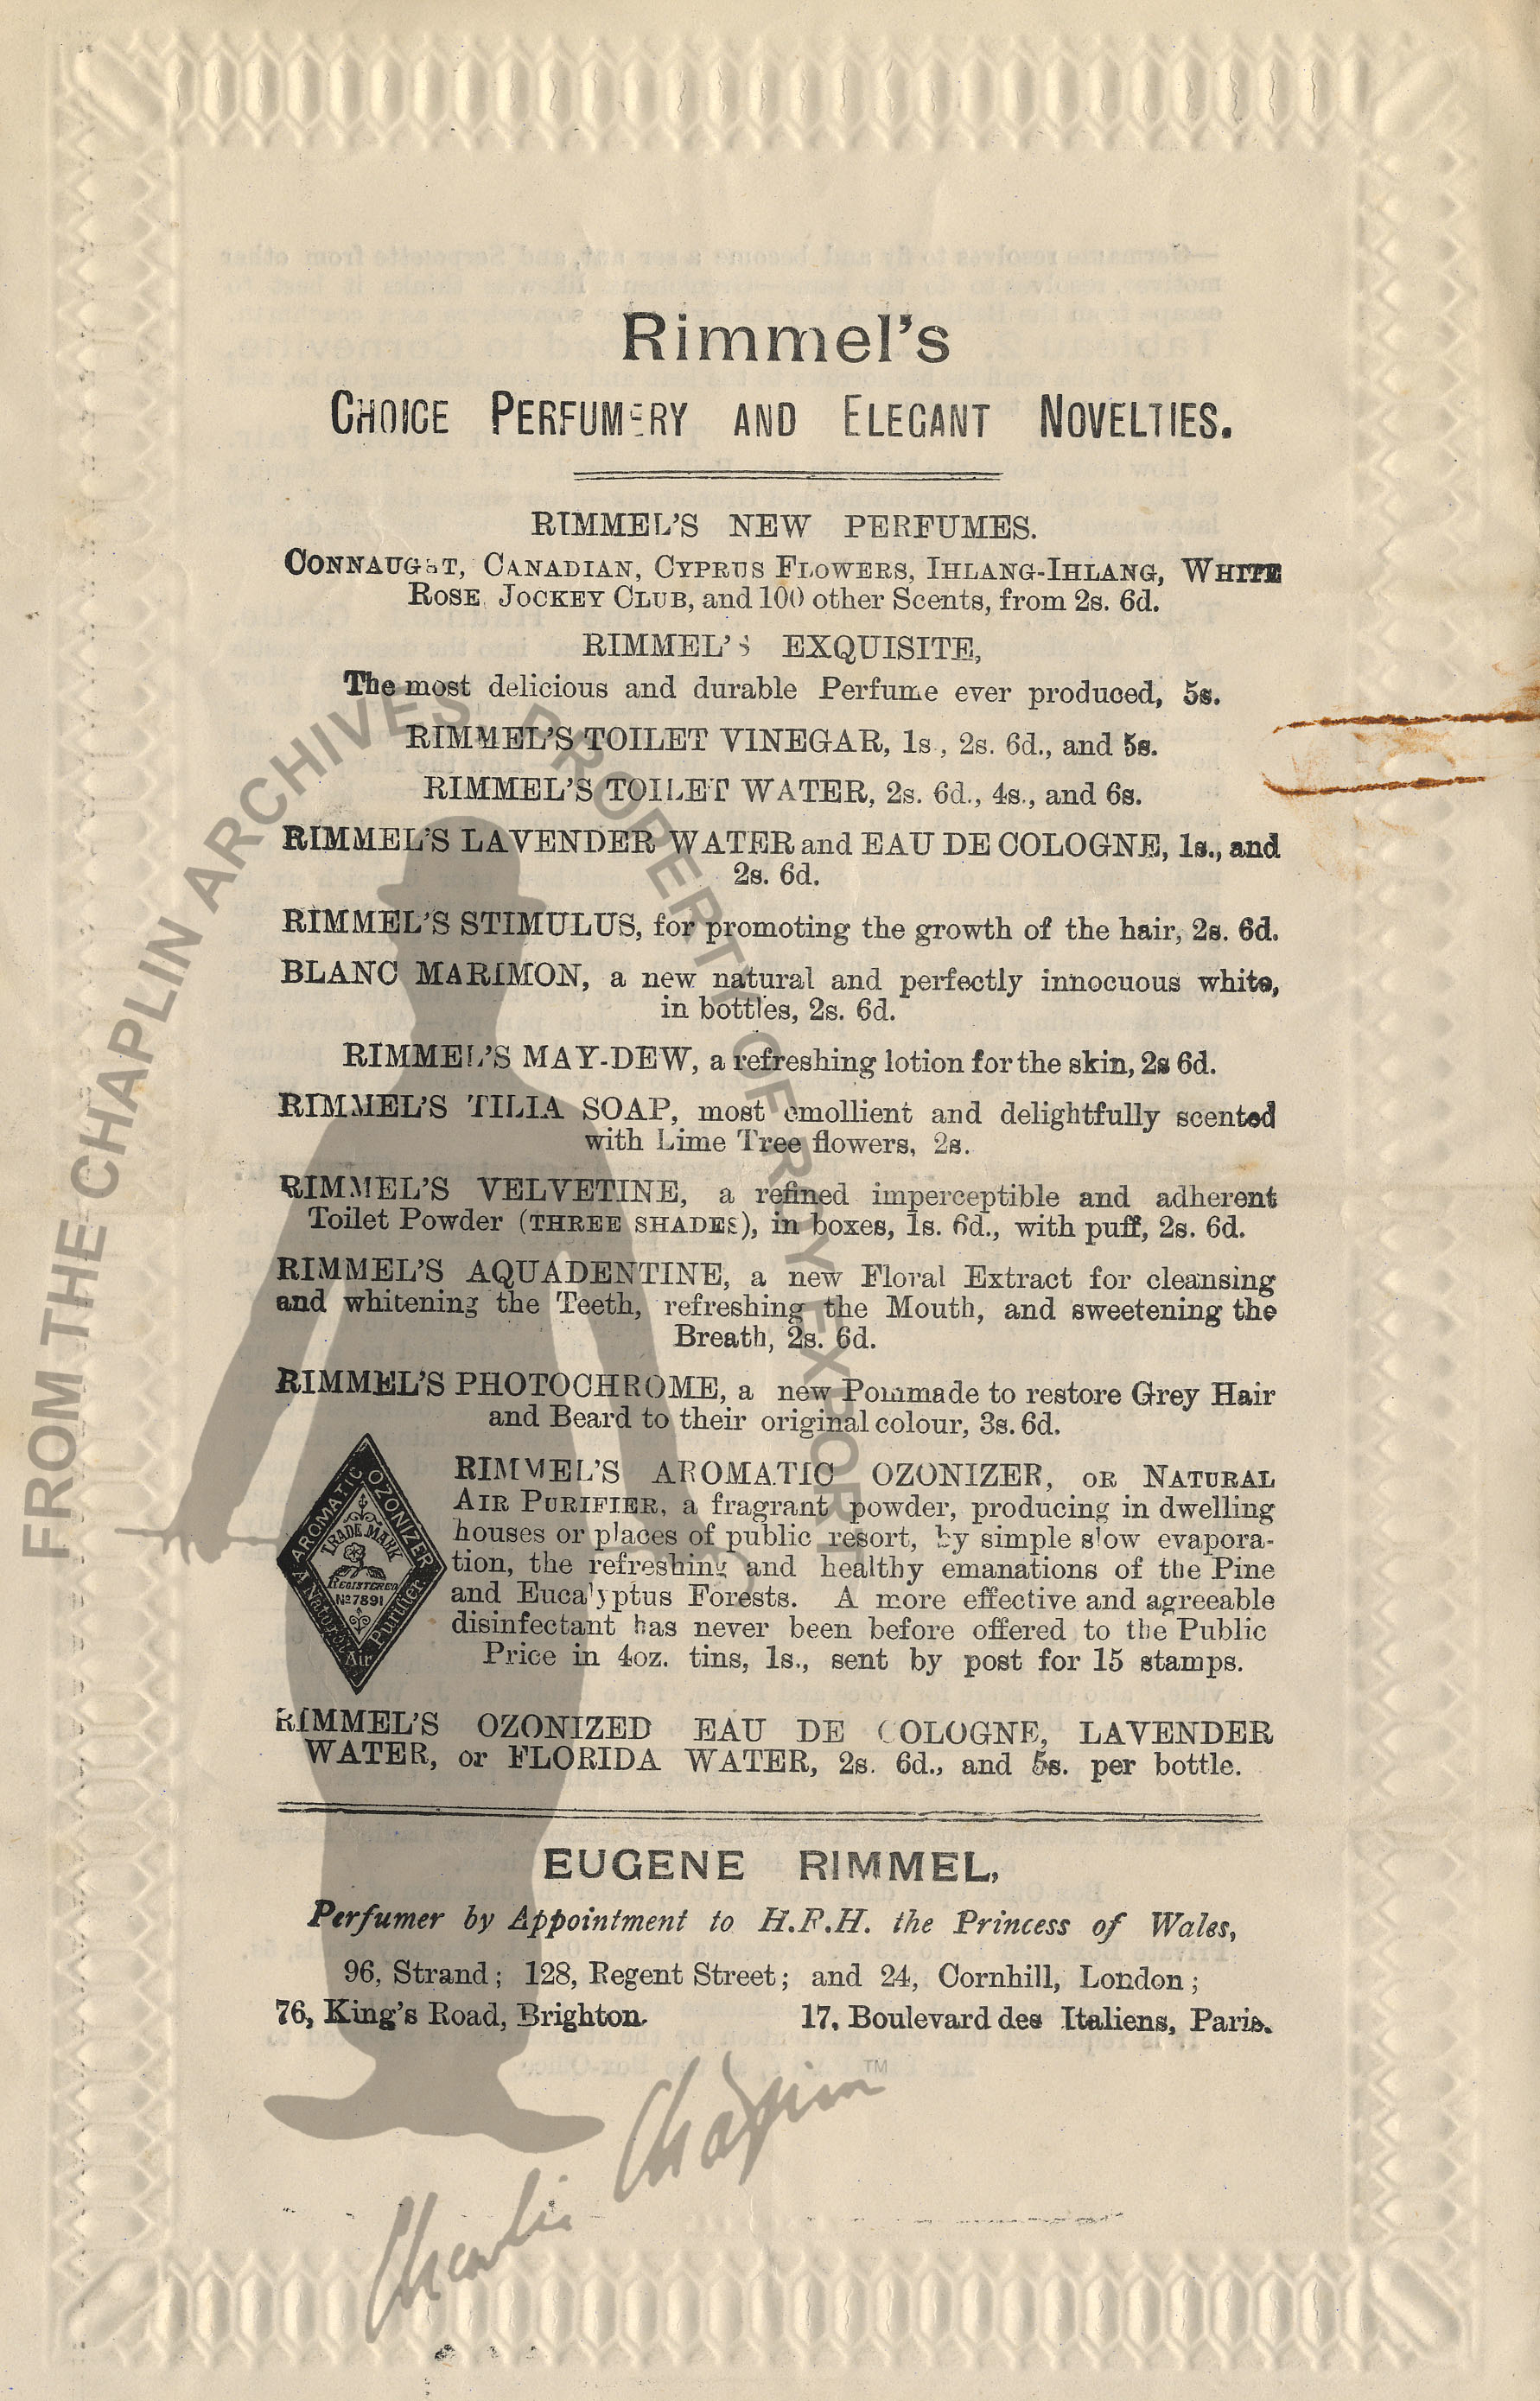 Rimmel's
CHOICE PERFUMERY AND ELEGANT NOVELTIES.
RIMMEL'S NEW PERFUMES.
CONNAUGHT, CANADIAN, CYPRUS FLOWERS, IHLANG-IHLANG, WHITE
ROSE, JOCKEY CLUB, and 100 other Scents, from 2s. 6d.
RIMMEL'S EXQUISITE,
The most delicious and durable Perfume ever produced, 5s.
RIMMEL'S TOILET VINEGAR, 1s., 2s. 6d., and 5s.
RIMMEL'S TOILET WATER, 2s. 6d., 4s., and 6s.
RIMMEL'S LAVENDER WATER and EAU DE COLOGNE, 1s., and
2s. 6d.
RIMMEL'S STIMULUS, for promoting the growth of the hair, 2s. 6d.
BLANC MARIMON, a new natural and perfectly innocuous white,
in bottles, 2s. 6d.
RIMMEL'S MAY-DEW, a refreshing lotion for the skin, 2s 6d.
RIMMEL'S TILIA SOAP, most emollient and delightfully scented
with Lime Tree flowers, 2s.
RIMMEL'S VELVETINE, a refined imperceptible and adherent
Toilet Powder (THREE SHADES), in boxes, 1s. 6d., with puff, 2s. 6d.
RIMMEL'S AQUADENTINE, a new Floral Extract for cleansing
and whitening the Teeth, refreshing the Mouth, and sweetening the
Breath, 2s. 6d.
RIMMEL'S PHOTOCHROME, a new Pommade to restore Grey Hair
and Beard to their original colour, 3s. 6d.
AROMATIC OZONIZER
A Natural Air Purifier
TRADE MARK
REGISTERED
No 7891
RIMMEL'S AROMATIC OZONIZER, OR NATURAL
AIR PURIFIER, a fragrant powder, producing in dwelling
houses or places of public resort, by simple slow evapora-
tion, the refreshing and healthy emanations of the Pine
and Eucalyptus Forests. A more effective and agreeable
disinfectant has never been before offered to the Public
Price in 4oz. tins, 1s., sent by post for 15 stamps.
RIMMEL'S OZONIZED EAU DE COLOGNE, LAVENDER
WATER, or FLORIDA WATER, 2s. 6d., and 5s. per bottle.
EUGENE RIMMEL,
Perfumer by Appointment to H.R.H. the Princess of Wales,
96, Strand; 128, Regent Street; and 24, Cornhill, London;
76, King's Road, Brighton. 17, Boulevard des Italiens, Paris.
FROM THE CHAPLIN ARCHIVES. PROPERTY OF ROY EXPORT
Charlie Chaplin TM